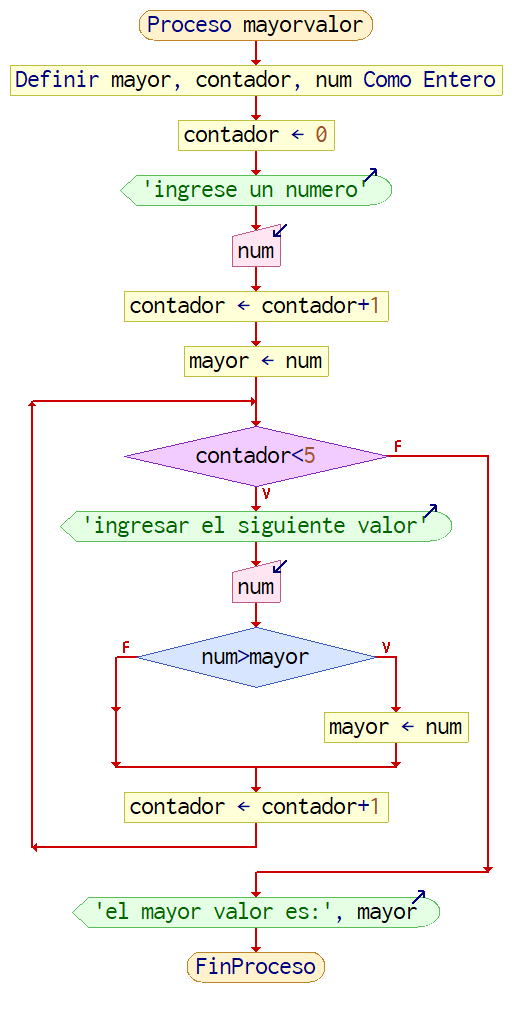 Proceso mayorvalor
Definir mayor, contador, num Como Entero
contador ← 0
'ingrese un numero'
num
contador ← contador+1
mayor ← num
contador<5
F
V
'ingresar el siguiente valor'
num
F
V
num>mayor
mayor ← num
contador ← contador+1
'el mayor valor es:', mayor
FinProceso